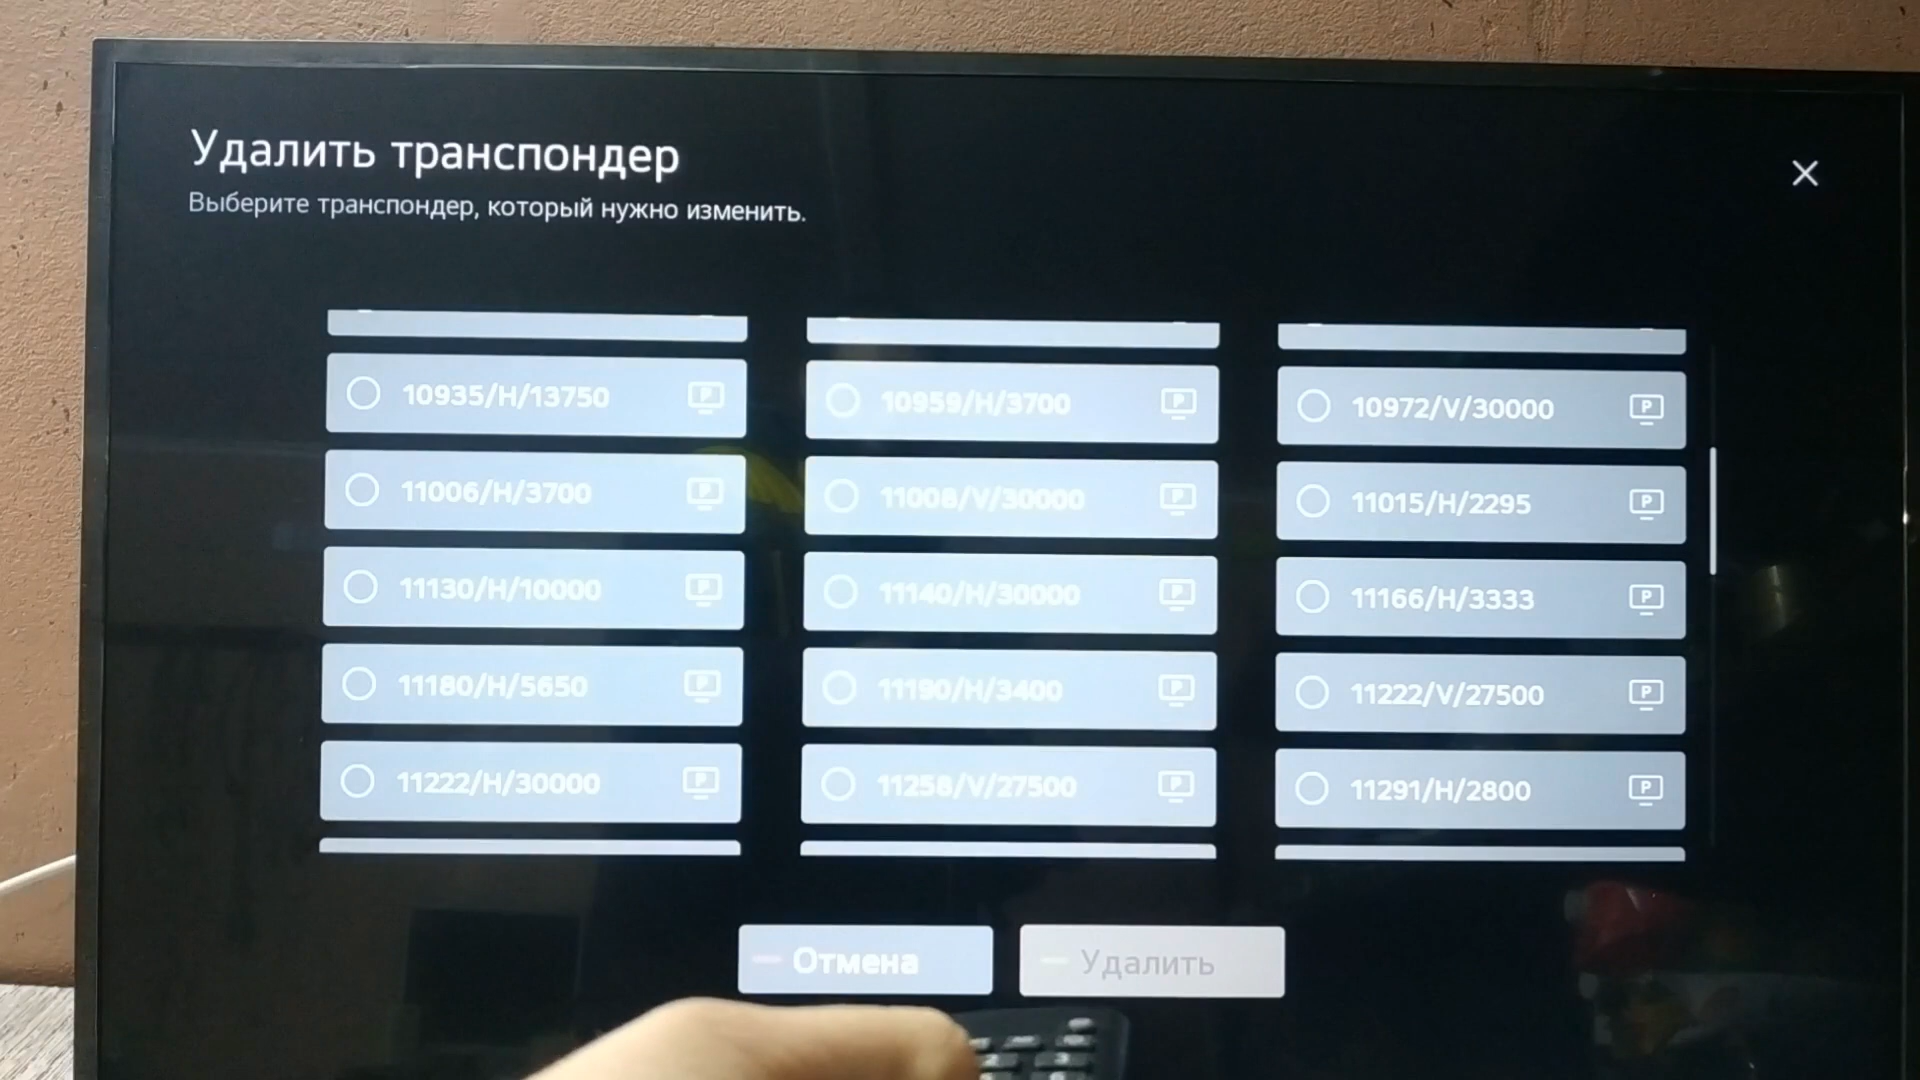 Удалить транспондер
Выберите транспондер, который нужно изменить.
10935/H/13750 P
10959/H/3700 P
10972/V/30000 P
11006/H/3700 P
11008/V/30000 P
11015/H/2295 P
11130/H/10000 P
11140/H/30000 P
11166/H/3333 P
11180/H/5650 P
11190/H/3400 P
11222/V/27500 P
11222/H/30000 P
11258/V/27500 P
11291/H/2800 P
Отмена
Удалить